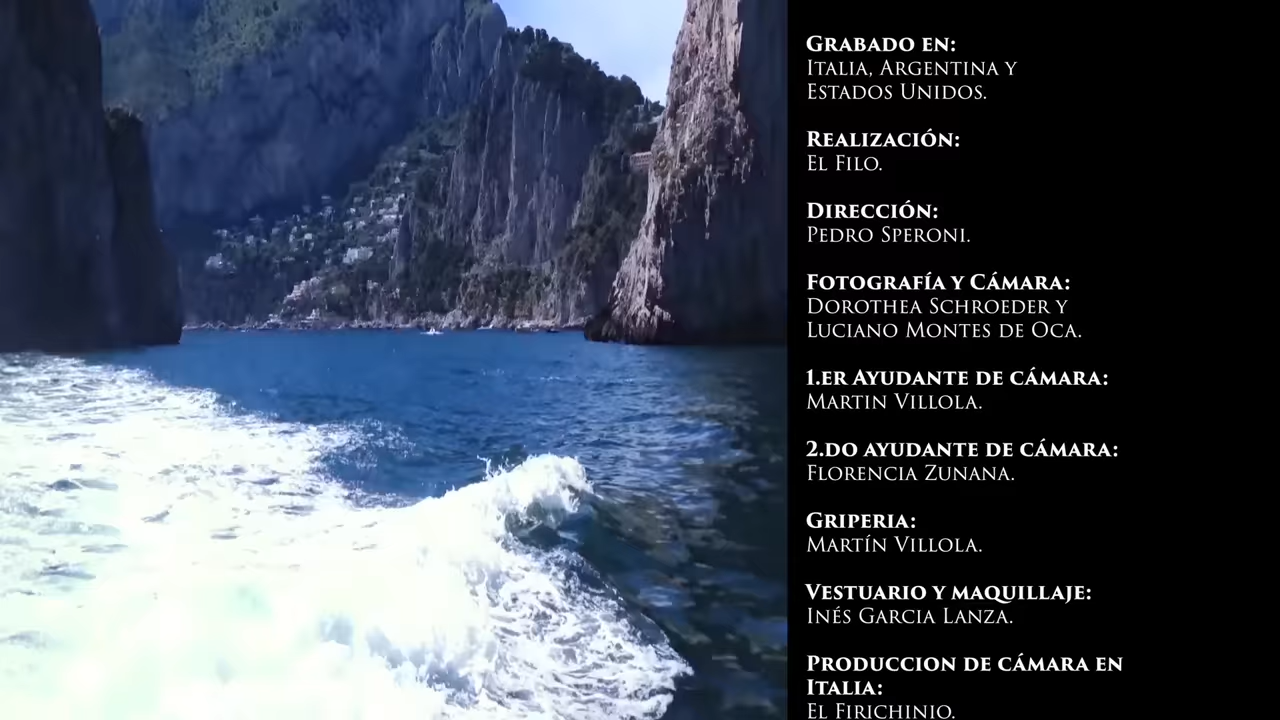 Grabado en:
Italia, Argentina y
Estados Unidos.
Realización:
El Filo.
Dirección:
Pedro Speroni.
Fotografía y Cámara:
Dorothea Schroeder y
Luciano Montes de Oca.
1.er Ayudante de cámara:
Martin Villola.
2.do ayudante de cámara:
Florencia Zunana.
Griperia:
Martín Villola.
Vestuario y maquillaje:
Inés Garcia Lanza.
Produccion de cámara en
Italia:
El Firichinio.